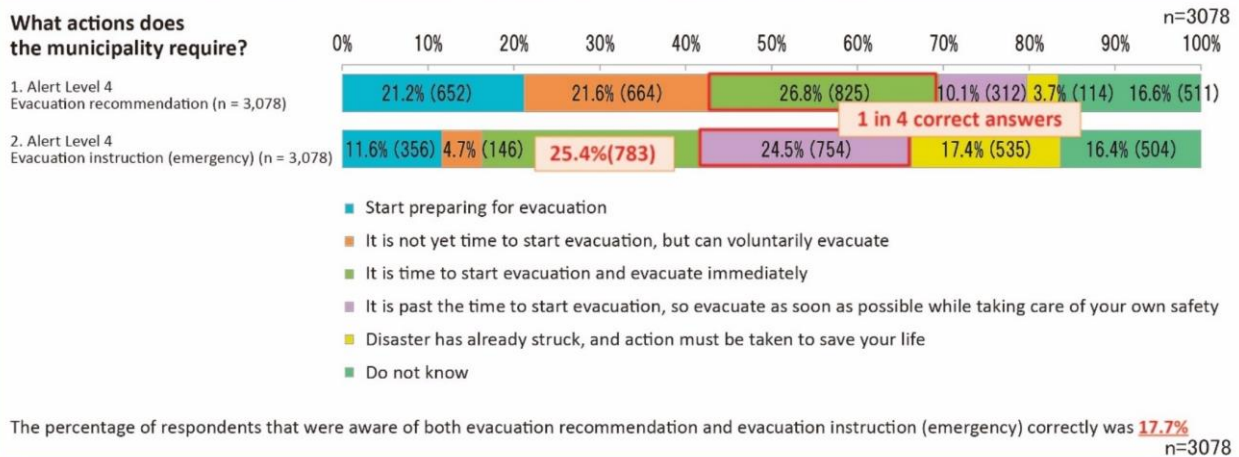 What actions does
the municipality require?
n=3078
0% 10% 20% 30% 40% 50% 60% 70% 80% 90% 100%
1. Alert Level 4
Evacuation recommendation (n = 3,078)
21.2% (652) 21.6% (664) 26.8% (825) 10.1% (312) 3.7% (114) 16.6% (511)
1 in 4 correct answers
2. Alert Level 4
Evacuation instruction (emergency) (n = 3,078)
11.6% (356) 4.7% (146) 25.4%(783) 24.5% (754) 17.4% (535) 16.4% (504)
Start preparing for evacuation
It is not yet time to start evacuation, but can voluntarily evacuate
It is time to start evacuation and evacuate immediately
It is past the time to start evacuation, so evacuate as soon as possible while taking care of your own safety
Disaster has already struck, and action must be taken to save your life
Do not know
The percentage of respondents that were aware of both evacuation recommendation and evacuation instruction (emergency) correctly was 17.7%
n=3078